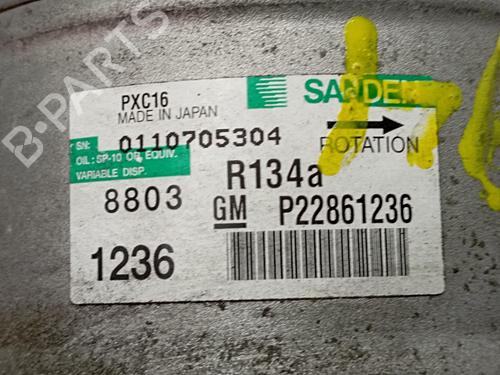 PXC16
MADE IN JAPAN
SANDEN
SN: 0110705304
ROTATION
OIL: SP-10 OR EQUIV.
VARIABLE DISP.
8803
R134a
GM P22861236
1236
B-PARTS